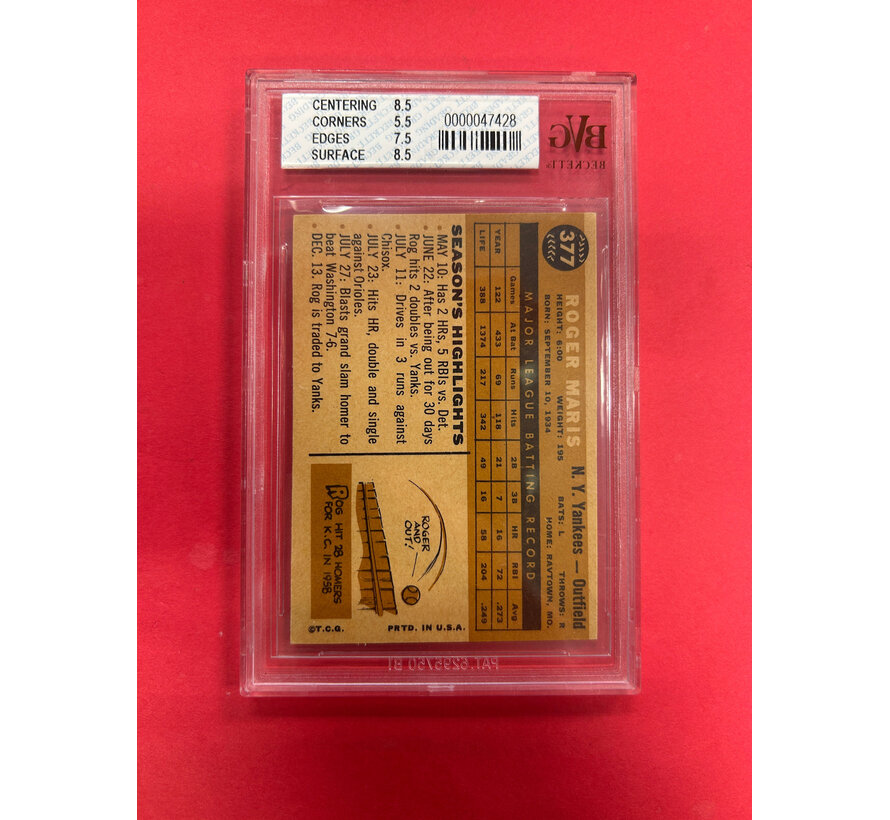 CENTERING 8.5
CORNERS 5.5
EDGES 7.5
SURFACE 8.5
0000047428
BVG
BECKETT
377
ROGER MARIS N. Y. Yankees — Outfield
HEIGHT: 6:00 WEIGHT: 195 BATS: L THROWS: R
BORN: SEPTEMBER 10, 1934 HOME: RAYTOWN, MO.
MAJOR LEAGUE BATTING RECORD
Games At Bat Runs Hits 2B 3B HR RBI Avg.
YEAR 122 433 69 118 21 7 16 72 .273
LIFE 388 1374 217 342 49 16 58 204 .249
SEASON'S HIGHLIGHTS
• MAY 10: Has 2 HRs, 5 RBIs vs. Det.
• JUNE 22: After being out for 30 days
Rog hits 2 doubles vs. Yanks.
• JULY 11: Drives in 3 runs against
Chisox.
• JULY 23: Hits HR, double and single
against Orioles.
• JULY 27: Blasts grand slam homer to
beat Washington 7-6.
• DEC. 13. Rog is traded to Yanks.
ROGER
AND
OUT!
ROG HIT 28 HOMERS
FOR K.C. IN 1958.
©T.C.G. PRTD. IN U.S.A.